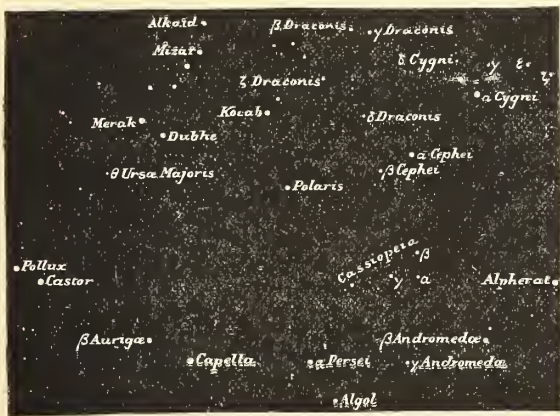 Alkaid
β Draconis
γ Draconis
Mizar
δ Cygni
γ
ξ
ζ
ζ Draconis
α Cygni
Kocab
δ Draconis
Merak
Dubhe
α Cephei
θ Ursæ Majoris
β Cephei
Polaris
Cassiopeia
β
Pollux
Castor
γ
α
Alpherat
β Aurigæ
β Andromedæ
Capella
α Persei
γ Andromedæ
Algol